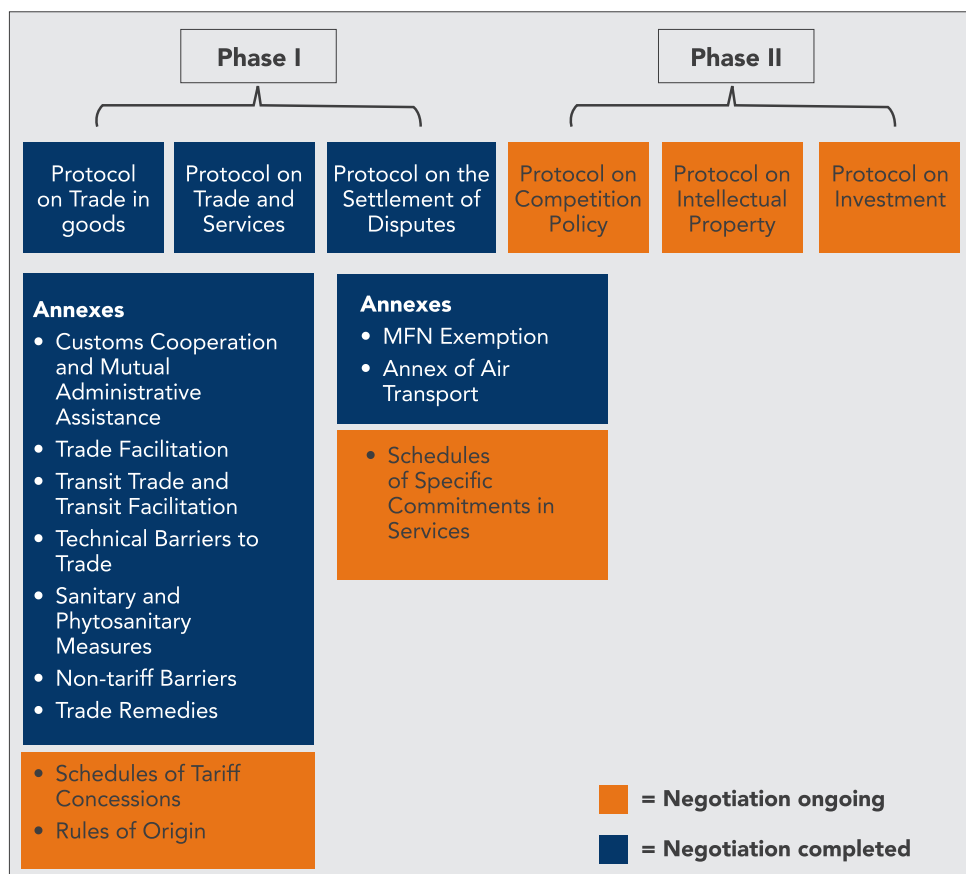 Phase I
Phase II
Protocol
on Trade in
goods
Protocol on
Trade and
Services
Protocol on the
Settlement of
Disputes
Protocol on
Competition
Policy
Protocol on
Intellectual
Property
Protocol on
Investment
Annexes
• Customs Cooperation
and Mutual
Administrative
Assistance
• Trade Facilitation
• Transit Trade and
Transit Facilitation
• Technical Barriers to
Trade
• Sanitary and
Phytosanitary
Measures
• Non-tariff Barriers
• Trade Remedies
• Schedules of Tariff
Concessions
• Rules of Origin
Annexes
• MFN Exemption
• Annex of Air
Transport
• Schedules
of Specific
Commitments in
Services
= Negotiation ongoing
= Negotiation completed